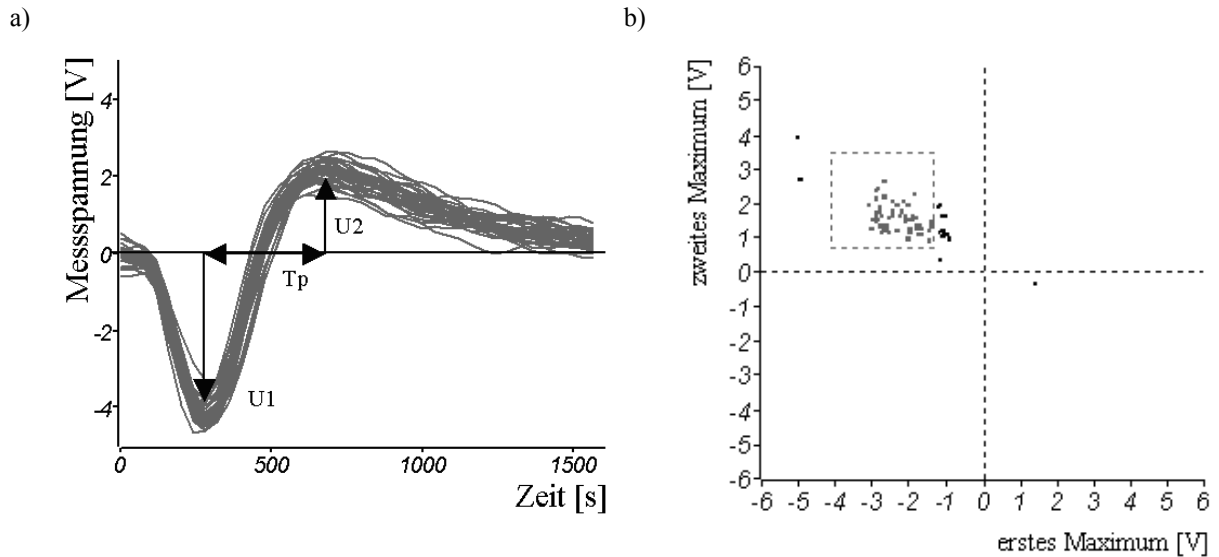 a)
Messspannung [V]
4
2
0
-2
-4
U2
Tp
U1
0
500
1000
1500
Zeit [s]
b)
zweites Maximum [V]
6
5
4
3
2
1
0
-1
-2
-3
-4
-5
-6
-6 -5 -4 -3 -2 -1 0 1 2 3 4 5 6
erstes Maximum [V]